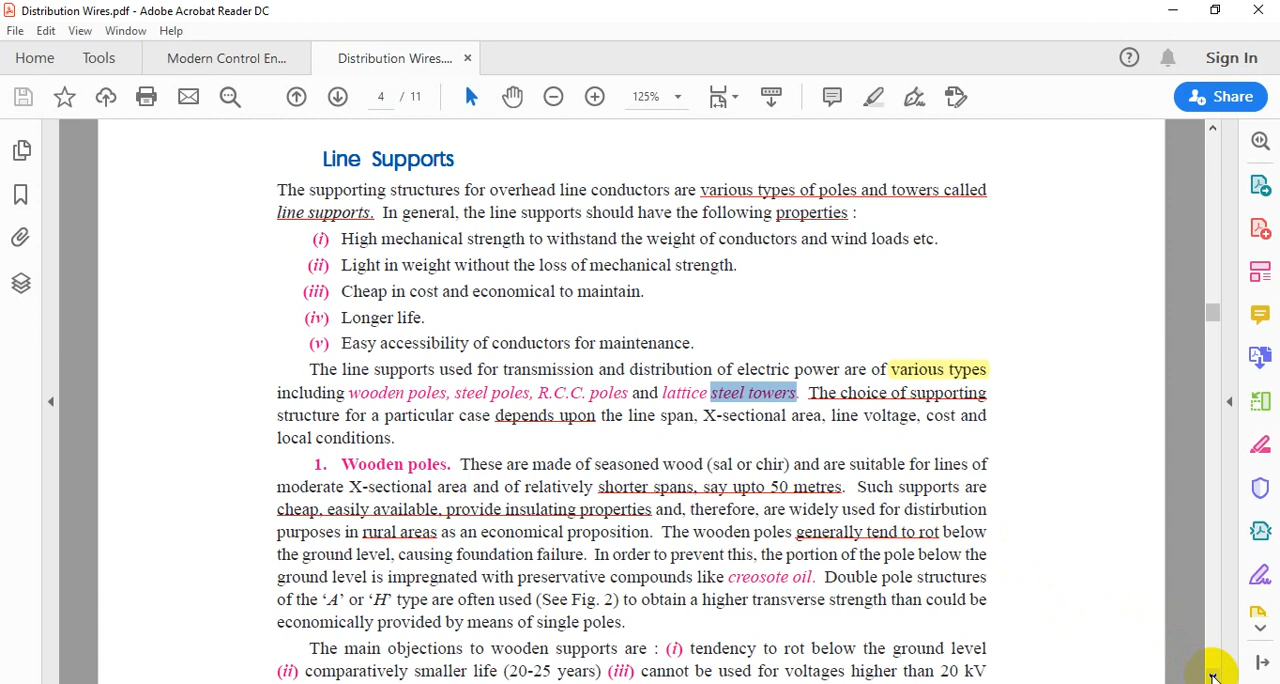 Distribution Wires.pdf - Adobe Acrobat Reader DC
File Edit View Window Help
Home Tools Modern Control En... Distribution Wires.... × Sign In
4 / 11 125% Share
Line Supports
The supporting structures for overhead line conductors are various types of poles and towers called
line supports. In general, the line supports should have the following properties :
(i) High mechanical strength to withstand the weight of conductors and wind loads etc.
(ii) Light in weight without the loss of mechanical strength.
(iii) Cheap in cost and economical to maintain.
(iv) Longer life.
(v) Easy accessibility of conductors for maintenance.
The line supports used for transmission and distribution of electric power are of various types
including wooden poles, steel poles, R.C.C. poles and lattice steel towers. The choice of supporting
structure for a particular case depends upon the line span, X-sectional area, line voltage, cost and
local conditions.
1. Wooden poles. These are made of seasoned wood (sal or chir) and are suitable for lines of
moderate X-sectional area and of relatively shorter spans, say upto 50 metres. Such supports are
cheap, easily available, provide insulating properties and, therefore, are widely used for distribution
purposes in rural areas as an economical proposition. The wooden poles generally tend to rot below
the ground level, causing foundation failure. In order to prevent this, the portion of the pole below the
ground level is impregnated with preservative compounds like creosote oil. Double pole structures
of the ‘A’ or ‘H’ type are often used (See Fig. 2) to obtain a higher transverse strength than could be
economically provided by means of single poles.
The main objections to wooden supports are : (i) tendency to rot below the ground level
(ii) comparatively smaller life (20-25 years) (iii) cannot be used for voltages higher than 20 kV